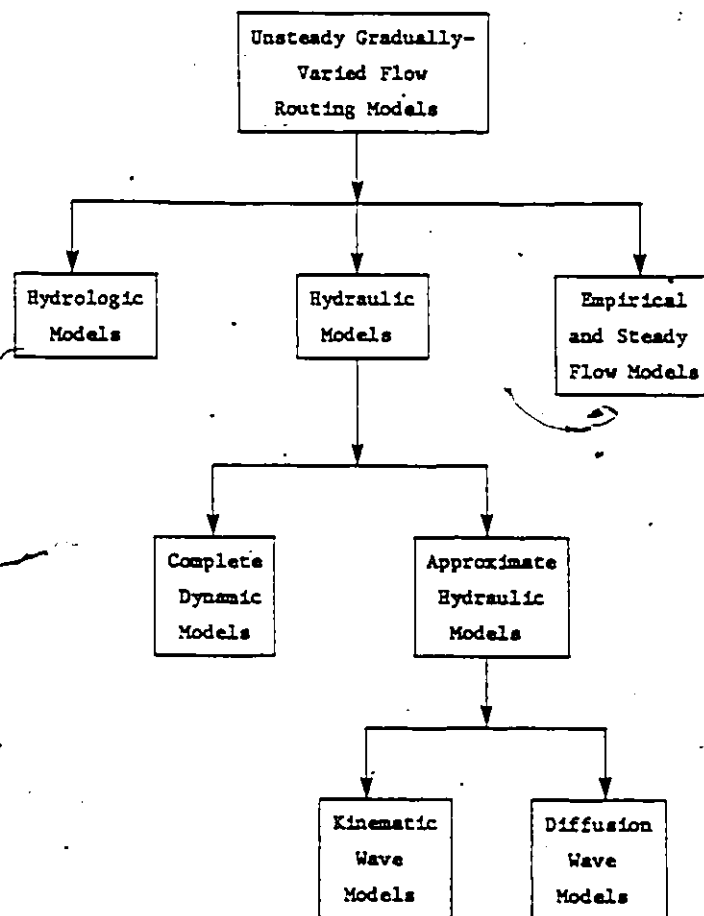 Unsteady Gradually-
Varied Flow
Routing Models
Hydrologic
Models
Hydraulic
Models
Empirical
and Steady
Flow Models
Complete
Dynamic
Models
Approximate
Hydraulic
Models
Kinematic
Wave
Models
Diffusion
Wave
Models